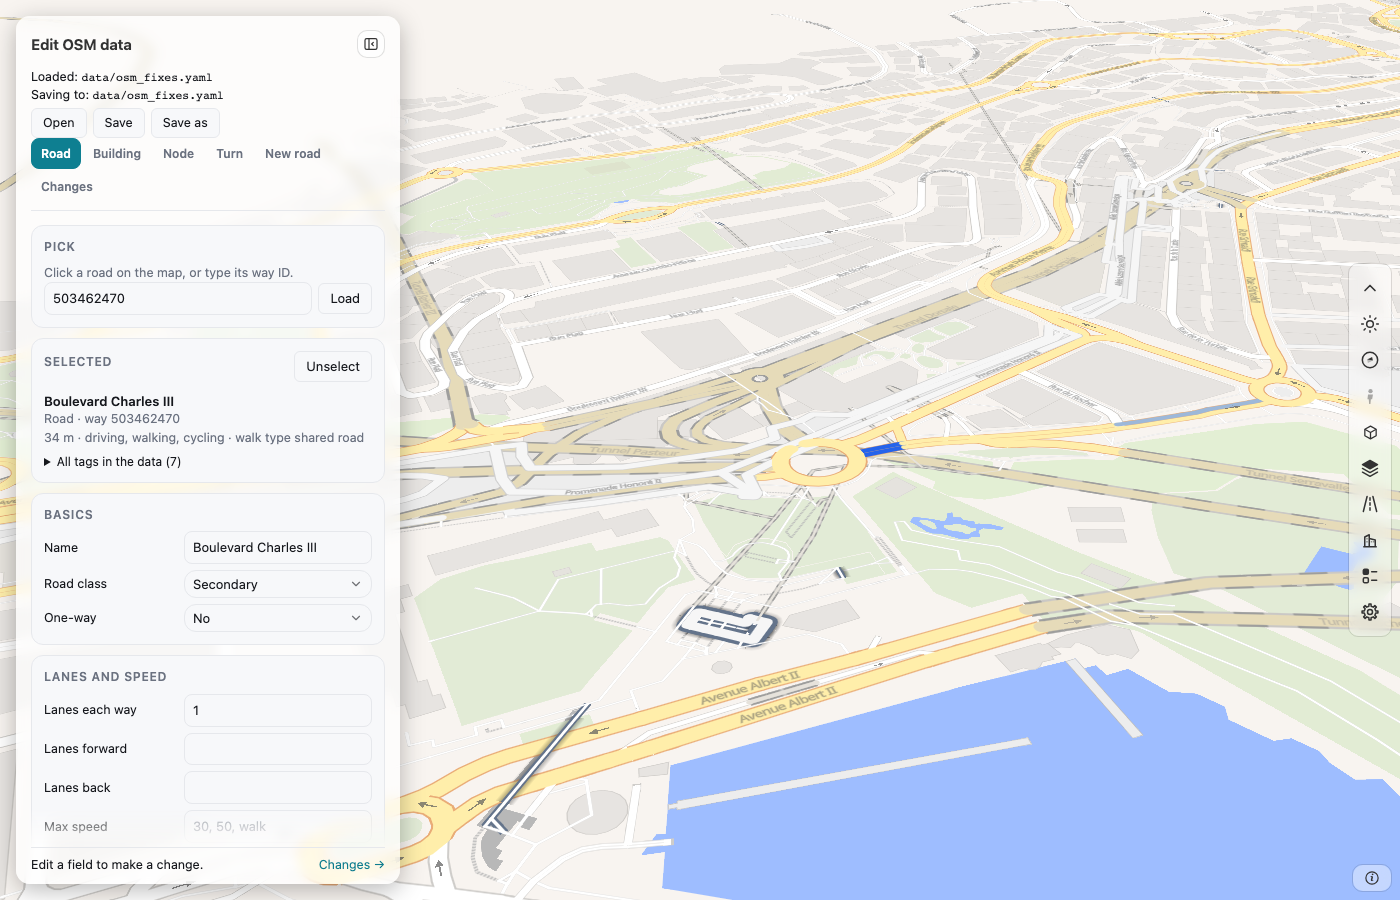 Edit OSM data
Loaded: data/osm_fixes.yaml
Saving to: data/osm_fixes.yaml
Open Save Save as
Road Building Node Turn New road
Changes
PICK
Click a road on the map, or type its way ID.
503462470 Load
SELECTED Unselect
Boulevard Charles III
Road · way 503462470
34 m · driving, walking, cycling · walk type shared road
All tags in the data (7)
BASICS
Name Boulevard Charles III
Road class Secondary
One-way No
LANES AND SPEED
Lanes each way 1
Lanes forward
Lanes back
Max speed 30, 50, walk
Edit a field to make a change. Changes →
Tunnel Pasteur
Promenade Honoré II
Avenue Albert II
Avenue Albert II